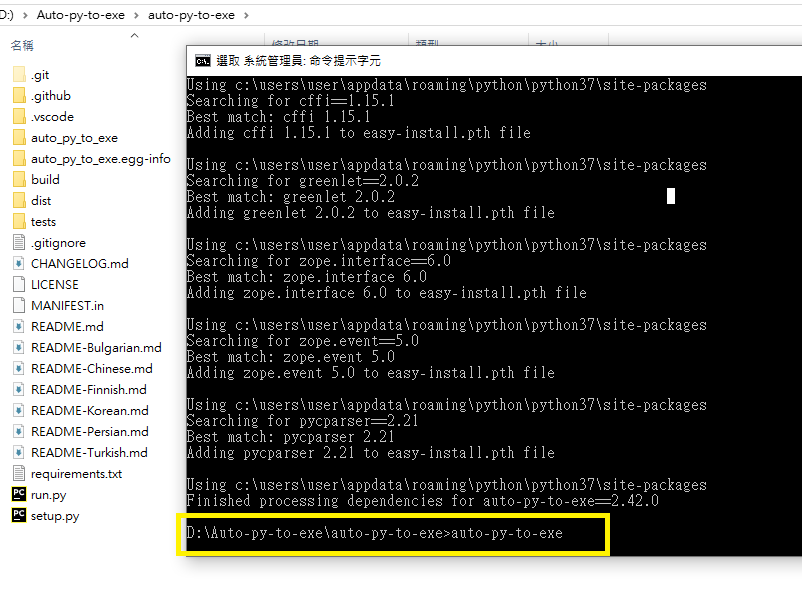 D:) › Auto-py-to-exe › auto-py-to-exe ›
名稱
.git
.github
.vscode
auto_py_to_exe
auto_py_to_exe.egg-info
build
dist
tests
.gitignore
CHANGELOG.md
LICENSE
MANIFEST.in
README.md
README-Bulgarian.md
README-Chinese.md
README-Finnish.md
README-Korean.md
README-Persian.md
README-Turkish.md
requirements.txt
run.py
setup.py
選取 系統管理員: 命令提示字元
Using c:\users\user\appdata\roaming\python\python37\site-packages
Searching for cffi==1.15.1
Best match: cffi 1.15.1
Adding cffi 1.15.1 to easy-install.pth file
Using c:\users\user\appdata\roaming\python\python37\site-packages
Searching for greenlet==2.0.2
Best match: greenlet 2.0.2
Adding greenlet 2.0.2 to easy-install.pth file
Using c:\users\user\appdata\roaming\python\python37\site-packages
Searching for zope.interface==6.0
Best match: zope.interface 6.0
Adding zope.interface 6.0 to easy-install.pth file
Using c:\users\user\appdata\roaming\python\python37\site-packages
Searching for zope.event==5.0
Best match: zope.event 5.0
Adding zope.event 5.0 to easy-install.pth file
Using c:\users\user\appdata\roaming\python\python37\site-packages
Searching for pycparser==2.21
Best match: pycparser 2.21
Adding pycparser 2.21 to easy-install.pth file
Using c:\users\user\appdata\roaming\python\python37\site-packages
Finished processing dependencies for auto-py-to-exe==2.42.0
D:\Auto-py-to-exe\auto-py-to-exe>auto-py-to-exe